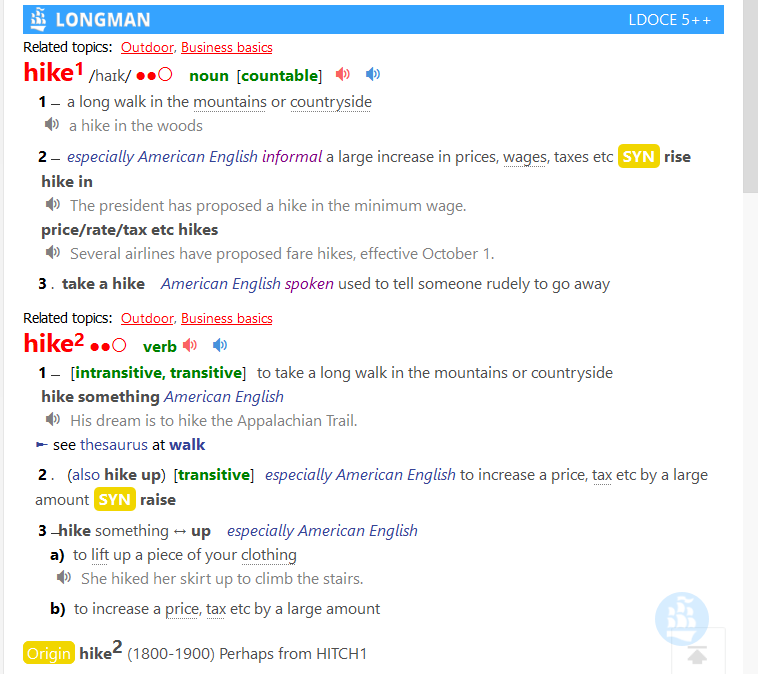 LONGMAN LDOCE 5++
Related topics: Outdoor, Business basics
hike1 /haɪk/ ●●○ noun [countable]
1 – a long walk in the mountains or countryside
a hike in the woods
2 – especially American English informal a large increase in prices, wages, taxes etc SYN rise
hike in
The president has proposed a hike in the minimum wage.
price/rate/tax etc hikes
Several airlines have proposed fare hikes, effective October 1.
3 . take a hike American English spoken used to tell someone rudely to go away
Related topics: Outdoor, Business basics
hike2 ●●○ verb
1 – [intransitive, transitive] to take a long walk in the mountains or countryside
hike something American English
His dream is to hike the Appalachian Trail.
► see thesaurus at walk
2 . (also hike up) [transitive] especially American English to increase a price, tax etc by a large
amount SYN raise
3 –hike something ↔ up especially American English
a) to lift up a piece of your clothing
She hiked her skirt up to climb the stairs.
b) to increase a price, tax etc by a large amount
Origin hike2 (1800-1900) Perhaps from HITCH1